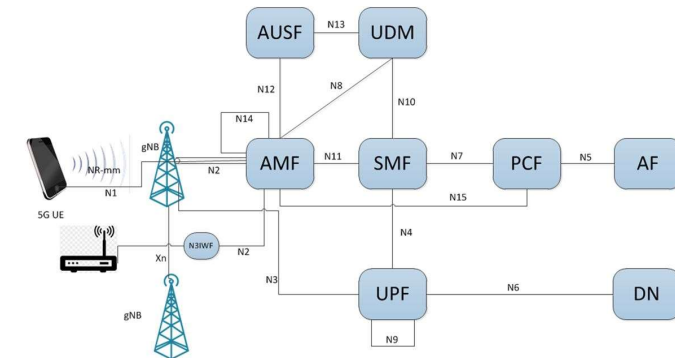 AUSF
N13
UDM
N12
N8
N10
N14
gNB
NR-mm
N1
N2
AMF
N11
SMF
N7
PCF
N5
AF
5G UE
N15
N3IWF
N2
N4
Xn
N3
UPF
N6
DN
gNB
N9